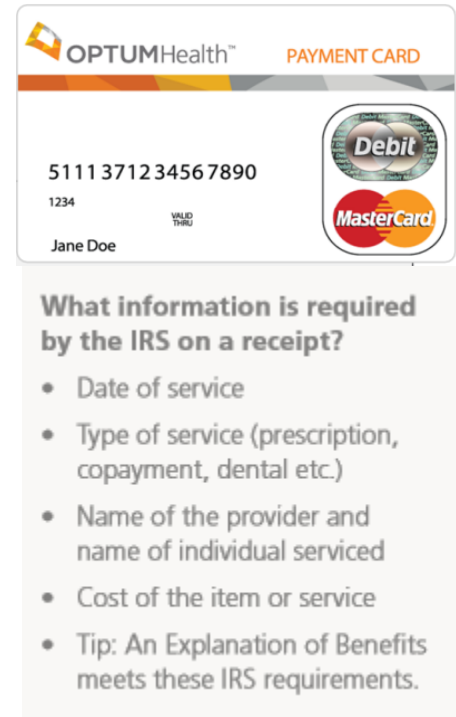 OPTUMHealth™
PAYMENT CARD
Debit
5111 3712 3456 7890
1234
VALID
THRU
MasterCard
Jane Doe
What information is required
by the IRS on a receipt?
• Date of service
• Type of service (prescription,
copayment, dental etc.)
• Name of the provider and
name of individual serviced
• Cost of the item or service
• Tip: An Explanation of Benefits
meets these IRS requirements.